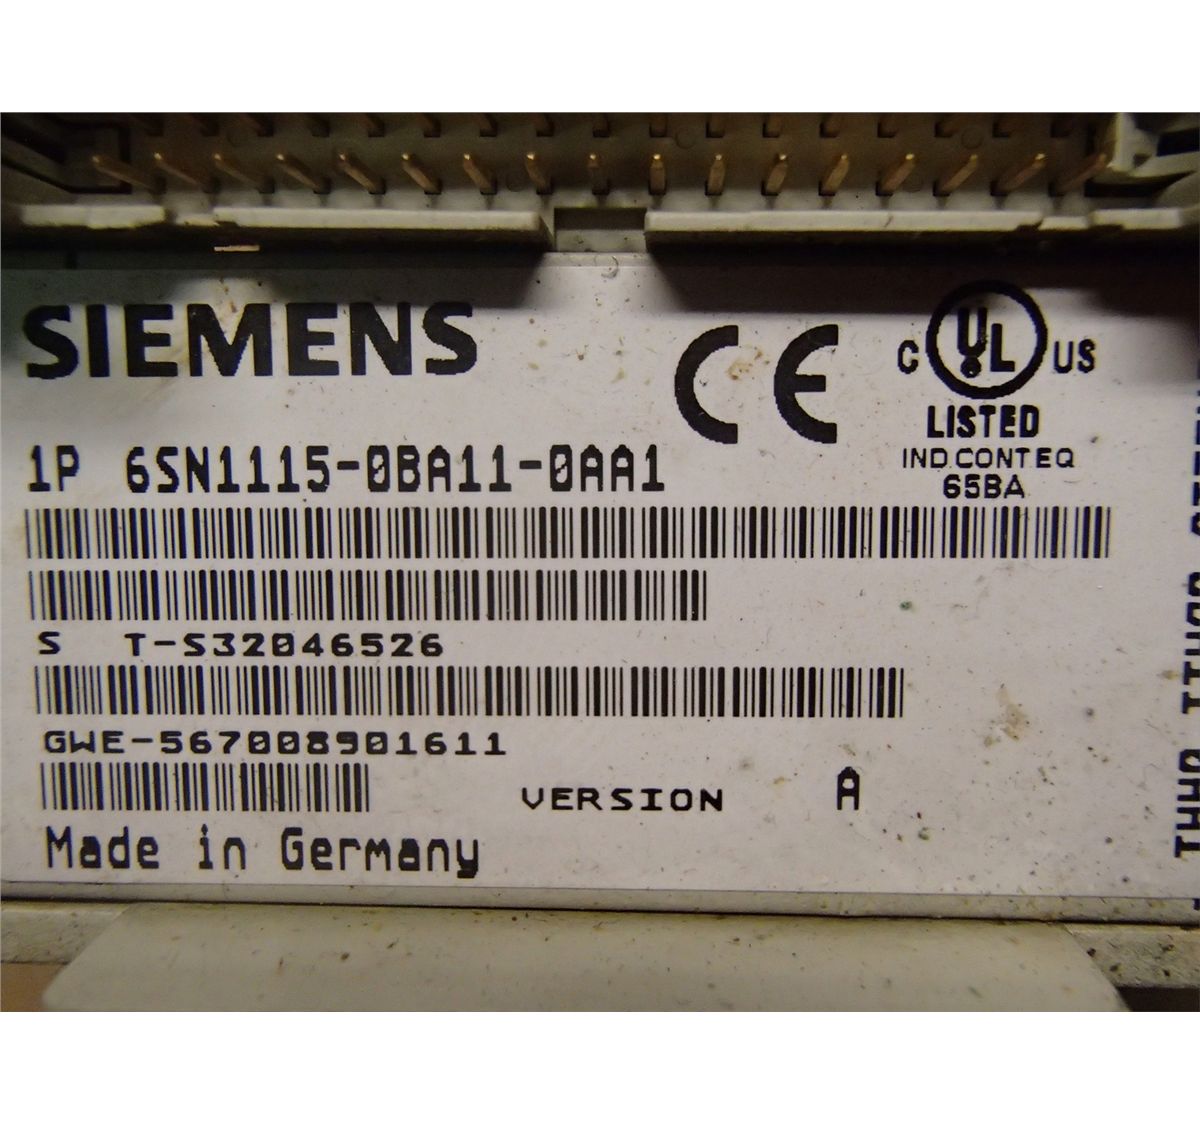 SIEMENS
CE
C UL US
LISTED
IND.CONT.EQ
65BA
1P 6SN1115-0BA11-0AA1
S T-S32046526
GWE-567008901611
VERSION A
Made in Germany